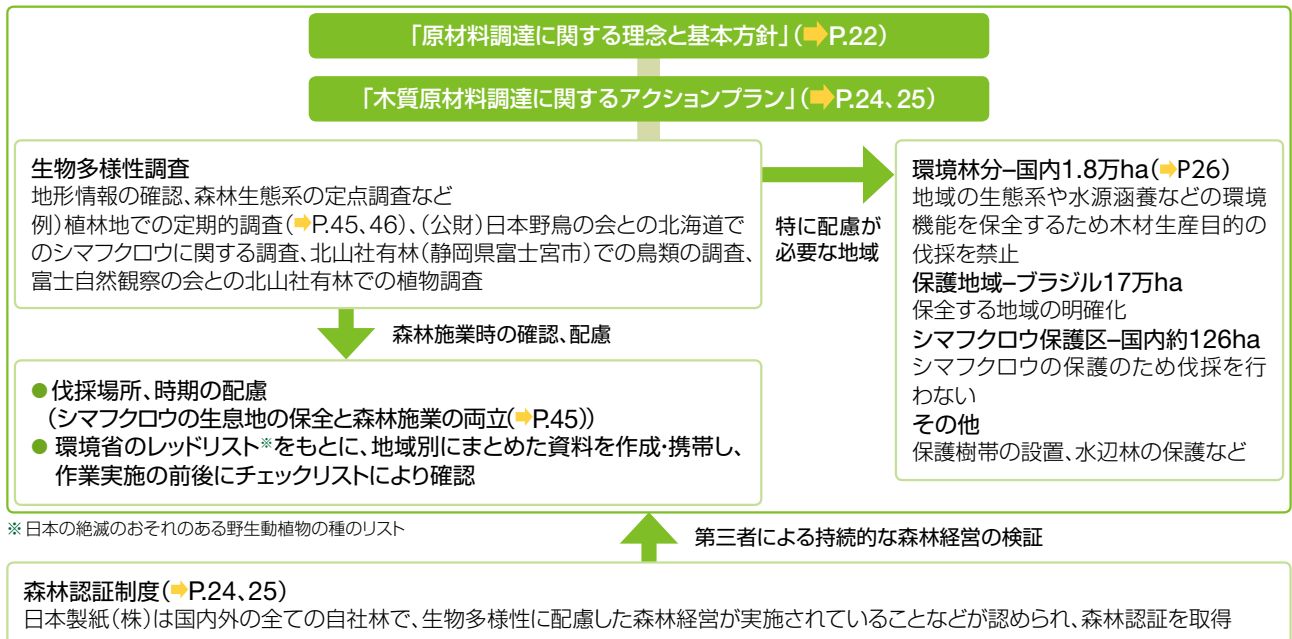 「原材料調達に関する理念と基本方針」(➡P.22)
「木質原材料調達に関するアクションプラン」(➡P.24、25)
生物多様性調査
地形情報の確認、森林生態系の定点調査など
例)植林地での定期的調査(➡P.45、46)、(公財)日本野鳥の会との北海道で
のシマフクロウに関する調査、北山社有林(静岡県富士宮市)での鳥類の調査、
富士自然観察の会との北山社有林での植物調査
特に配慮が
必要な地域
環境林分–国内1.8万ha(➡P26)
地域の生態系や水源涵養などの環境
機能を保全するため木材生産目的の
伐採を禁止
保護地域–ブラジル17万ha
保全する地域の明確化
シマフクロウ保護区–国内約126ha
シマフクロウの保護のため伐採を行
わない
その他
保護樹帯の設置、水辺林の保護など
森林施業時の確認、配慮
●伐採場所、時期の配慮
(シマフクロウの生息地の保全と森林施業の両立(➡P.45))
●環境省のレッドリスト※をもとに、地域別にまとめた資料を作成・携帯し、
作業実施の前後にチェックリストにより確認
※日本の絶滅のおそれのある野生動植物の種のリスト
第三者による持続的な森林経営の検証
森林認証制度(➡P.24、25)
日本製紙(株)は国内外の全ての自社林で、生物多様性に配慮した森林経営が実施されていることなどが認められ、森林認証を取得